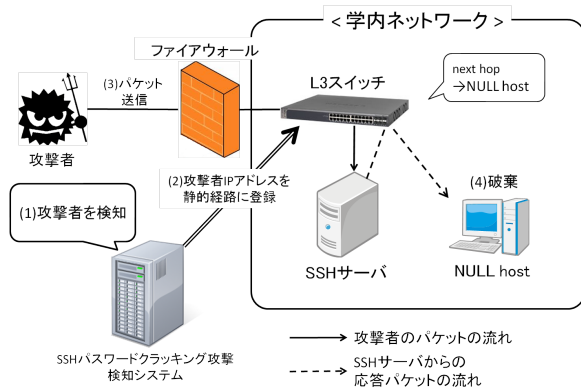 <学内ネットワーク>
ファイアウォール
L3スイッチ
next hop
→NULL host
(3)パケット
送信
攻撃者
(2)攻撃者IPアドレスを
静的経路に登録
(4)破棄
(1)攻撃者を検知
SSHサーバ
NULL host
SSHパスワードクラッキング攻撃
検知システム
攻撃者のパケットの流れ
SSHサーバからの
応答パケットの流れ